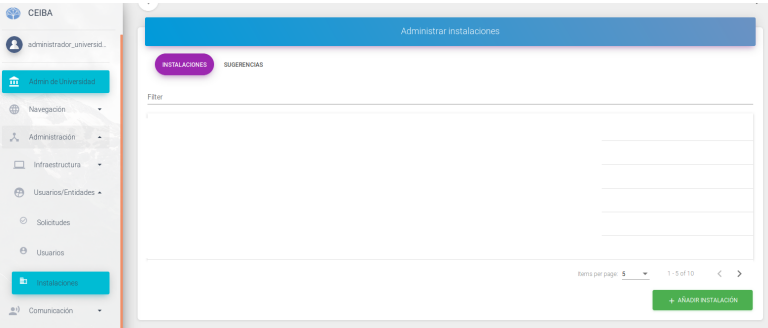 CEIBA
administrador_universid..
Admin de Universidad
Navegación
Administración
Infraestructura
Usuarios/Entidades
Solicitudes
Usuarios
Instalaciones
Comunicación
Administrar instalaciones
INSTALACIONES SUGERENCIAS
Filter
Items per page: 5 1 - 5 of 10
+ AÑADIR INSTALACIÓN